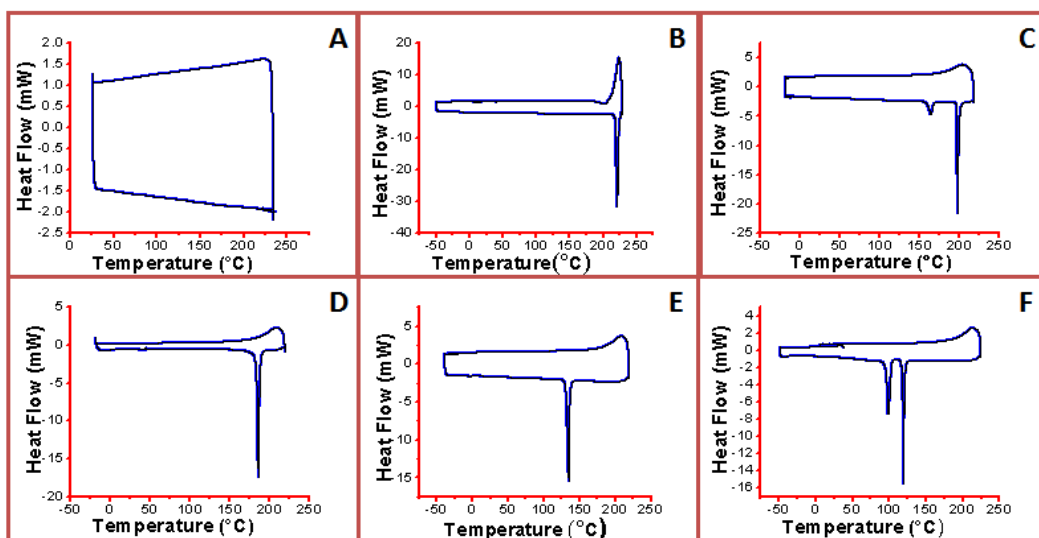 A
Heat Flow (mW)
2.0
1.5
1.0
0.5
0.0
-0.5
-1.0
-1.5
-2.0
-2.5
0 50 100 150 200 250
Temperature (°C)
B
Heat Flow (mW)
20
10
0
-10
-20
-30
-40
-50 0 50 100 150 200 250
Temperature(°C)
C
Heat Flow (mW)
5
0
-5
-10
-15
-20
-25
-50 0 50 100 150 200 250
Temperature (°C)
D
Heat Flow (mW)
5
0
-5
-10
-15
-20
-50 0 50 100 150 200 250
Temperature (°C)
E
Heat Flow (mW)
5
0
-5
10
15
-50 0 50 100 150 200 250
Temperature (°C)
F
Heat Flow (mW)
4
2
0
-2
-4
-6
-8
-10
-12
-14
-16
-50 0 50 100 150 200 250
Temperature (°C)